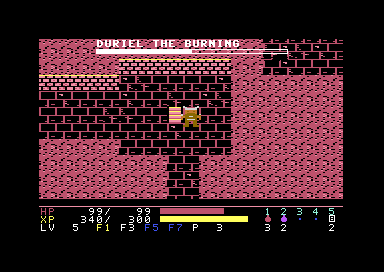 DURIEL THE BURNING
HP 99/ 99 1 2 3 4 5
XP 340/ 300
LV 5 F1 F3 F5 F7 P 3 3 2 2